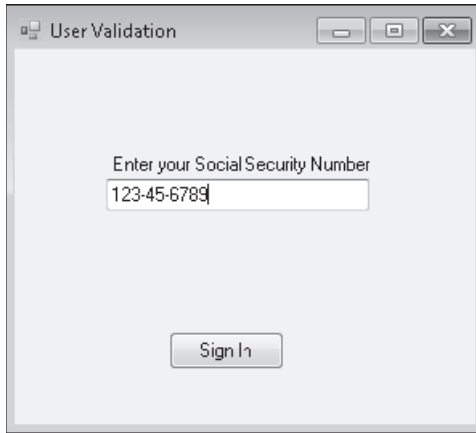 User Validation
Enter your Social Security Number
123-45-6789
Sign In